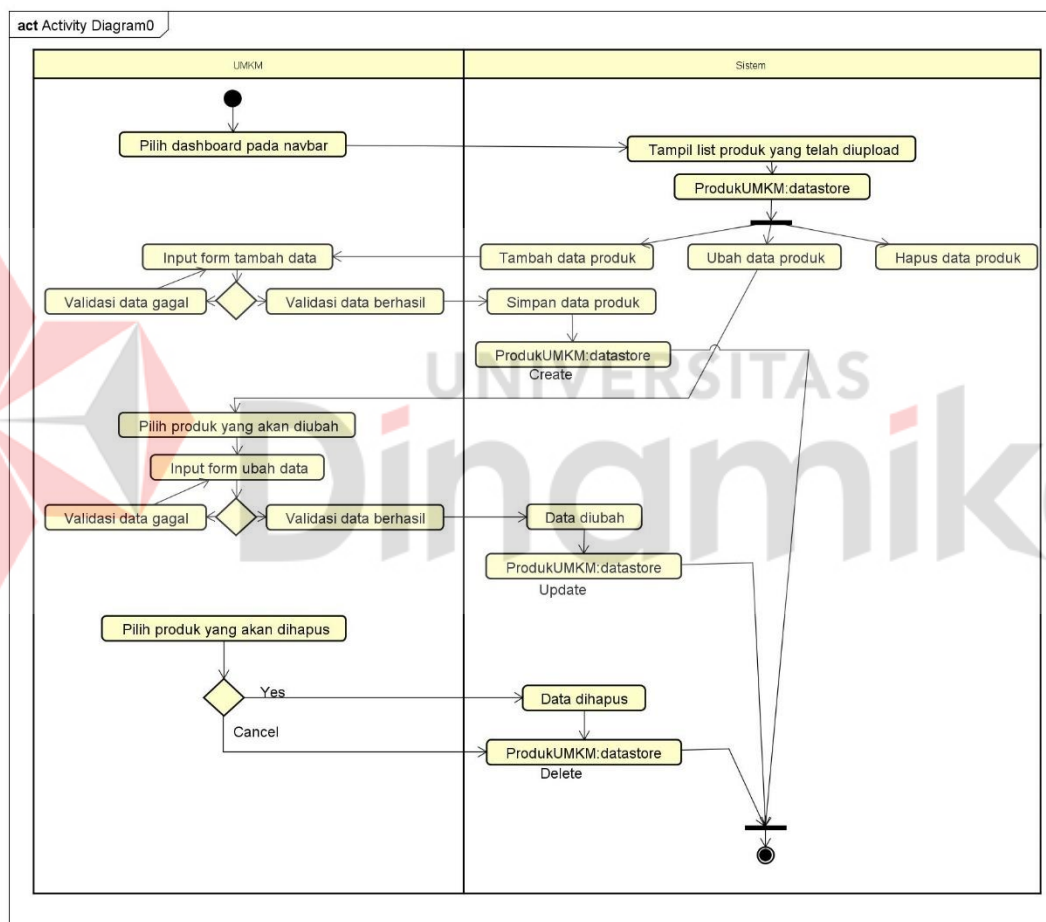 act Activity Diagram0
UMKM
Sistem
Pilih dashboard pada navbar
Tampil list produk yang telah diupload
ProdukUMKM:datastore
Input form tambah data
Tambah data produk
Ubah data produk
Hapus data produk
Validasi data gagal
Validasi data berhasil
Simpan data produk
ProdukUMKM:datastore
Create
UNIVERSITAS
Dinamik
Pilih produk yang akan diubah
Input form ubah data
Validasi data gagal
Validasi data berhasil
Data diubah
ProdukUMKM:datastore
Update
Pilih produk yang akan dihapus
Yes
Data dihapus
Cancel
ProdukUMKM:datastore
Delete